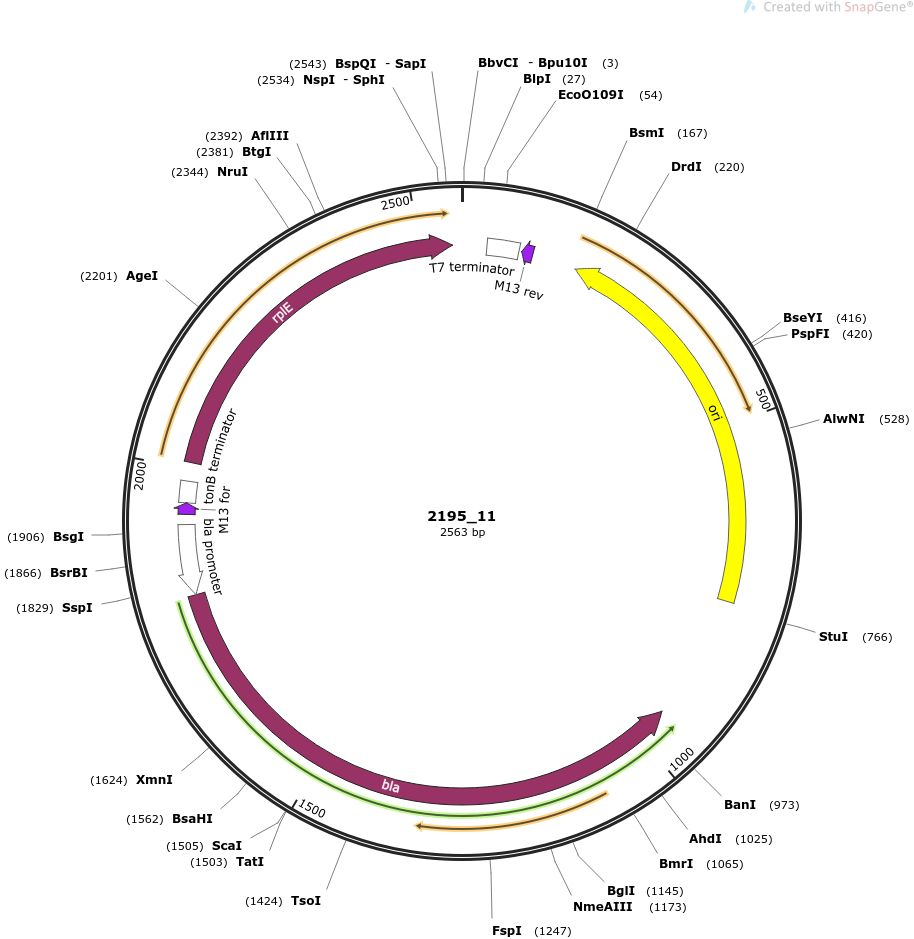 Created with SnapGene®
(2543) BspQI - SapI
(2534) NspI - SphI
BbvCI - Bpu10I (3)
BlpI (27)
EcoO109I (54)
(2392) AflIII
(2381) BtgI
(2344) NruI
BsmI (167)
DrdI (220)
2500
T7 terminator
M13 rev
(2201) AgeI
rplE
BseYI (416)
PspFI (420)
500
ori
AlwNI (528)
2000
tonB terminator
M13 for
bla promoter
2195_11
2563 bp
(1906) BsgI
(1866) BsrBI
(1829) SspI
StuI (766)
1000
bla
1500
(1624) XmnI
(1562) BsaHI
(1505) ScaI
(1503) TatI
(1424) TsoI
BanI (973)
AhdI (1025)
BmrI (1065)
BglI (1145)
NmeAIII (1173)
FspI (1247)